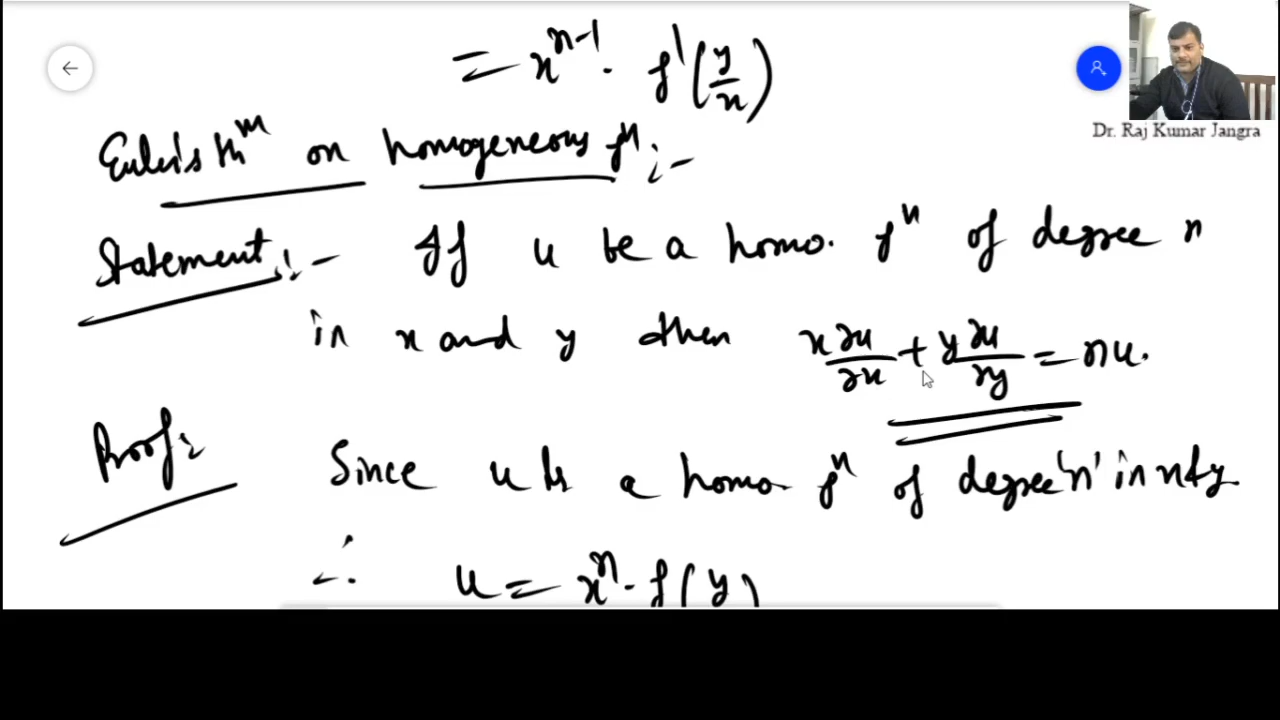 = x^{n-1} · f'(y/x)
Dr. Raj Kumar Jangra
Euler's th^m on homogeneous f^n :-
Statement :- If u be a homo. f^n of degree n
in x and y then x ∂u/∂x + y ∂u/∂y = nu.
Proof: Since u is a homo. f^n of degree 'n' in x & y
∴ u = x^n · f(y